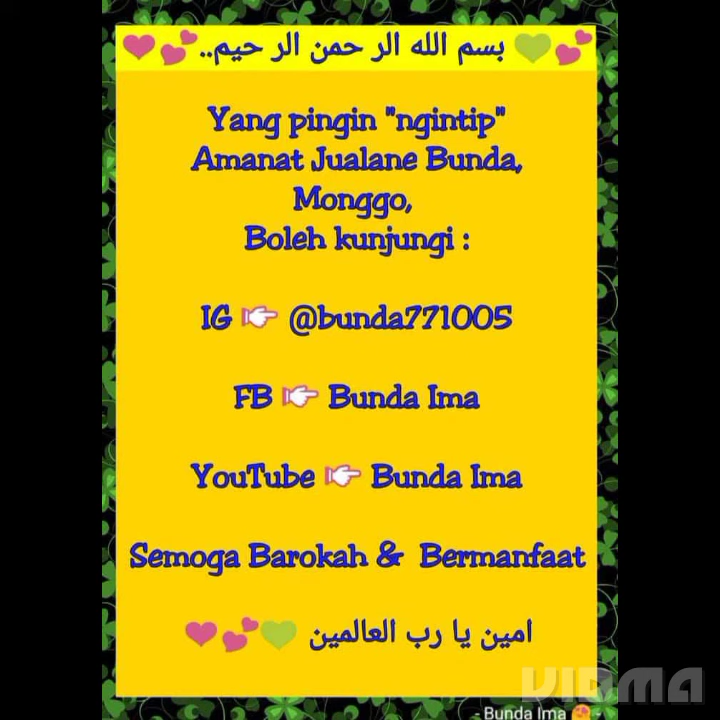 بسم الله الر حمن الر حيم..
Yang pingin "ngintip"
Amanat Jualane Bunda,
Monggo,
Boleh kunjungi :
IG 👉 @bunda771005
FB 👉 Bunda Ima
YouTube 👉 Bunda Ima
Semoga Barokah & Bermanfaat
امين يا رب العالمين
VIDMA
- Bunda Ima 😍 -